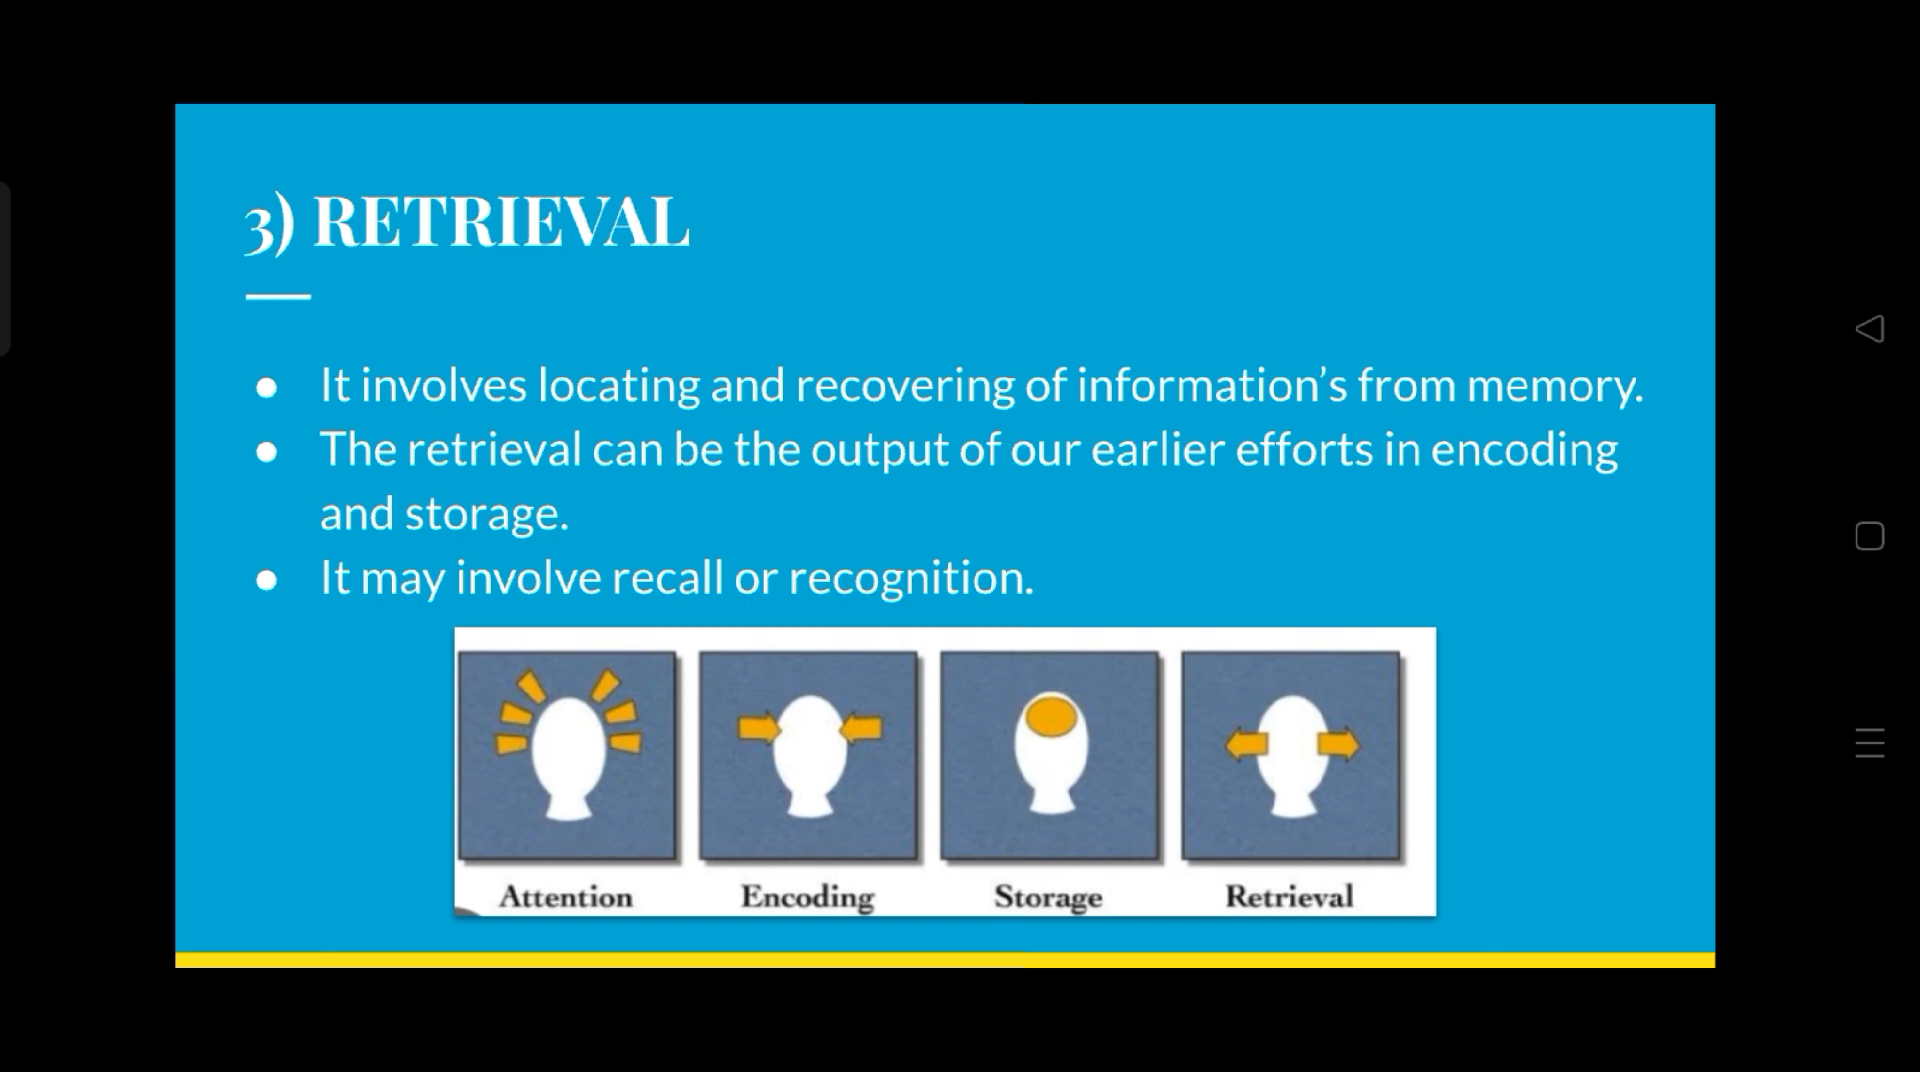 3) RETRIEVAL
● It involves locating and recovering of information’s from memory.
● The retrieval can be the output of our earlier efforts in encoding
and storage.
● It may involve recall or recognition.
Attention Encoding Storage Retrieval